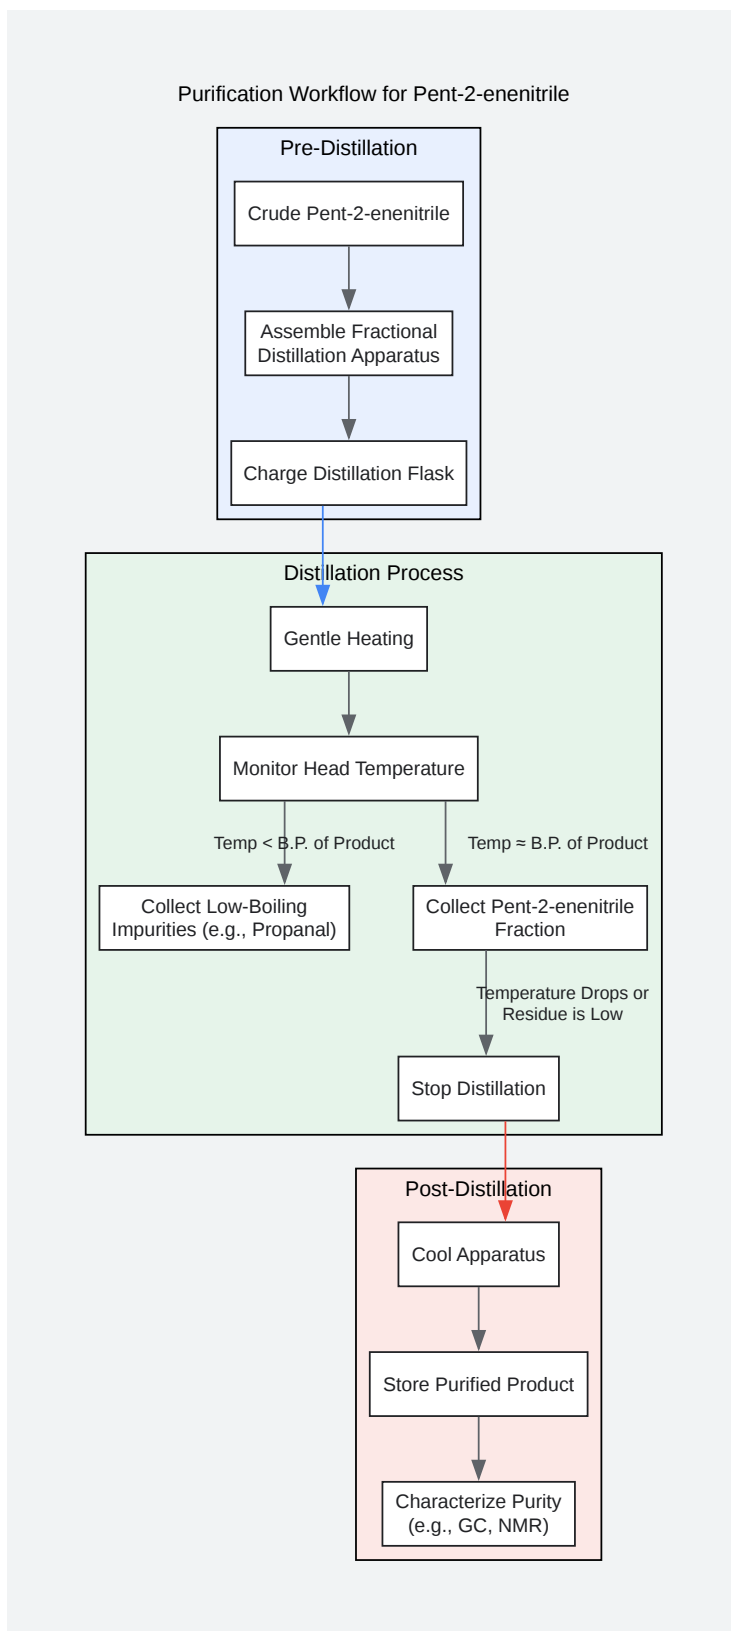 Purification Workflow for Pent-2-enenitrile
Pre-Distillation
Crude Pent-2-enenitrile
Assemble Fractional
Distillation Apparatus
Charge Distillation Flask
Distillation Process
Gentle Heating
Monitor Head Temperature
Temp < B.P. of Product
Temp ≈ B.P. of Product
Collect Low-Boiling
Impurities (e.g., Propanal)
Collect Pent-2-enenitrile
Fraction
Temperature Drops or
Residue is Low
Stop Distillation
Post-Distillation
Cool Apparatus
Store Purified Product
Characterize Purity
(e.g., GC, NMR)